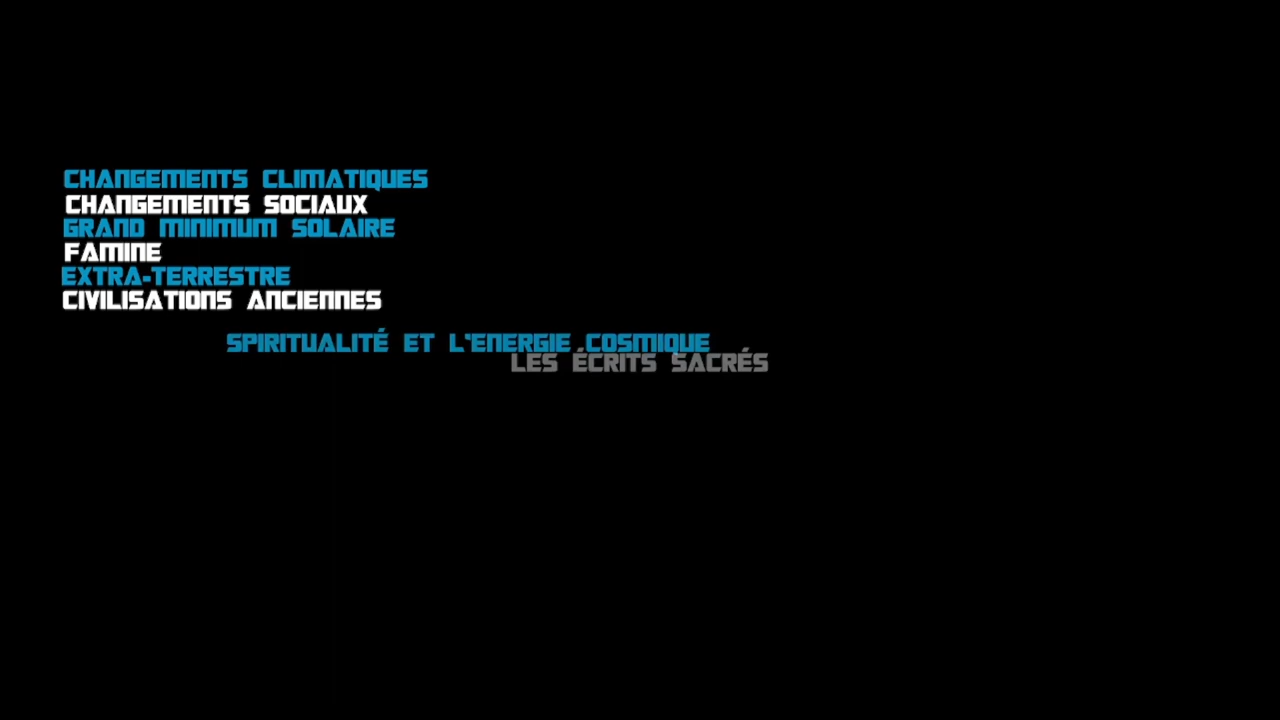 CHANGEMENTS CLIMATIQUES
CHANGEMENTS SOCIAUX
GRAND MINIMUM SOLAIRE
FAMINE
EXTRA-TERRESTRE
CIVILISATIONS ANCIENNES
SPIRITUALITÉ ET L'ENERGIE COSMIQUE
LES ÉCRITS SACRÉS